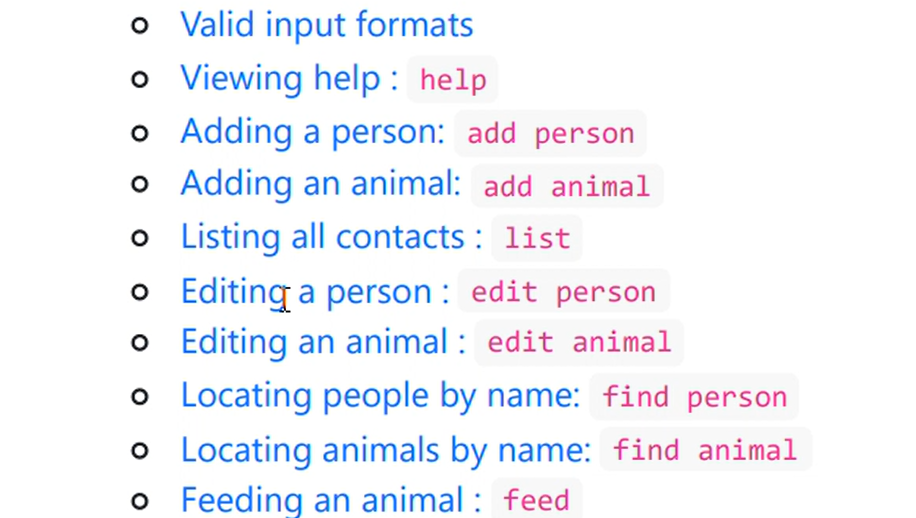 Valid input formats
Viewing help : help
Adding a person: add person
Adding an animal: add animal
Listing all contacts : list
Editing a person : edit person
Editing an animal : edit animal
Locating people by name: find person
Locating animals by name: find animal
Feeding an animal : feed